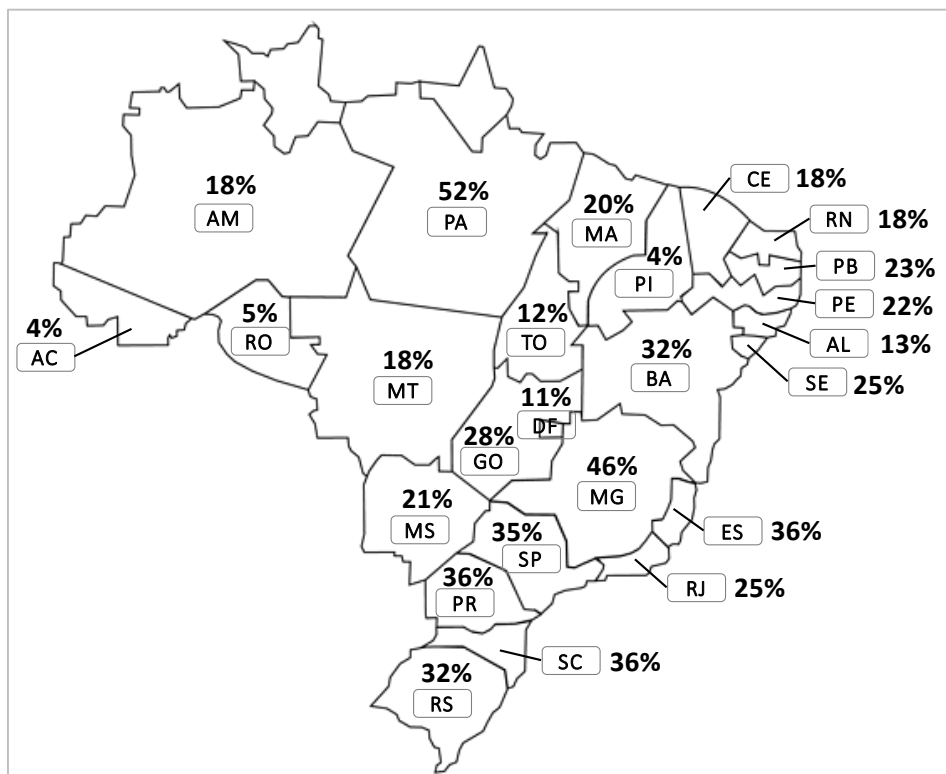 CE 18%
18%
AM
52%
PA
20%
MA
RN 18%
4%
PI
PB 23%
PE 22%
4%
AC
5%
RO
12%
TO
AL 13%
18%
MT
32%
BA
SE 25%
11%
DF
28%
GO
46%
MG
21%
MS
35%
SP
ES 36%
36%
PR
RJ 25%
SC 36%
32%
RS